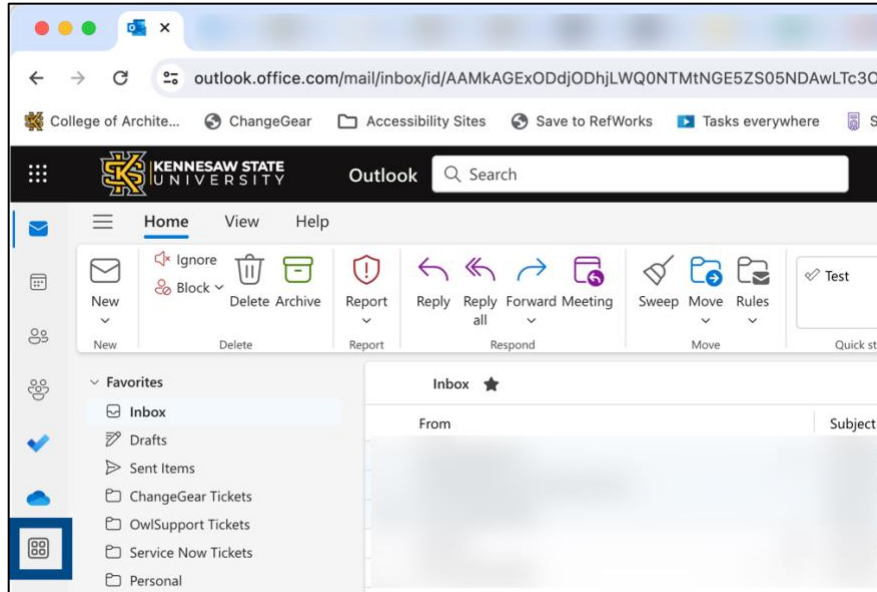 outlook.office.com/mail/inbox/id/AAMkAGExODdjODhjLWQ0NTMtNGE5ZS05NDAwLTc3O
College of Archite... ChangeGear Accessibility Sites Save to RefWorks Tasks everywhere S
KENNESAW STATE
UNIVERSITY
Outlook Search
Home View Help
New
Ignore
Block
Delete Archive
Report
Reply Reply all Forward Meeting
Sweep Move Rules
Test
New Delete Report Respond Move Quick st
Favorites
Inbox
Drafts
Sent Items
ChangeGear Tickets
OwlSupport Tickets
Service Now Tickets
Personal
Inbox
From Subject